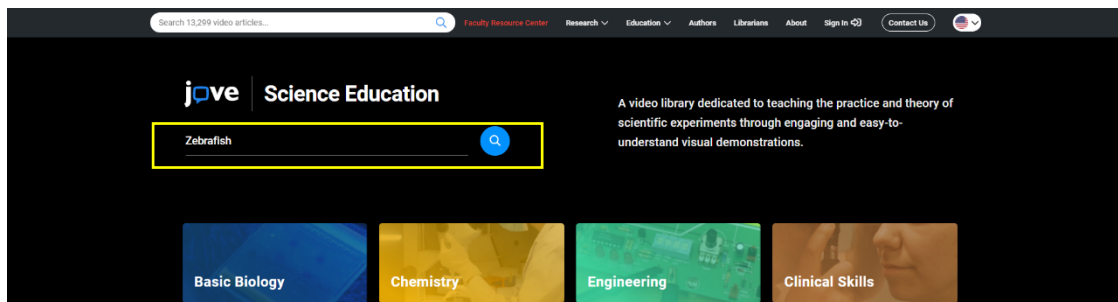 Search 13,299 video articles...
Faculty Resource Center
Research
Education
Authors
Librarians
About
Sign In
Contact Us
jove
Science Education
Zebrafish
A video library dedicated to teaching the practice and theory of
scientific experiments through engaging and easy-to-
understand visual demonstrations.
Basic Biology
Chemistry
Engineering
Clinical Skills